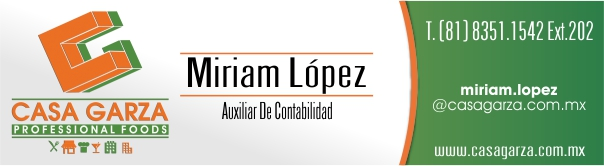 CASA GARZA
PROFESSIONAL FOODS
Miriam López
Auxiliar De Contabilidad
T. (81) 8351.1542 Ext.202
miriam.lopez
@casagarza.com.mx
www.casagarza.com.mx